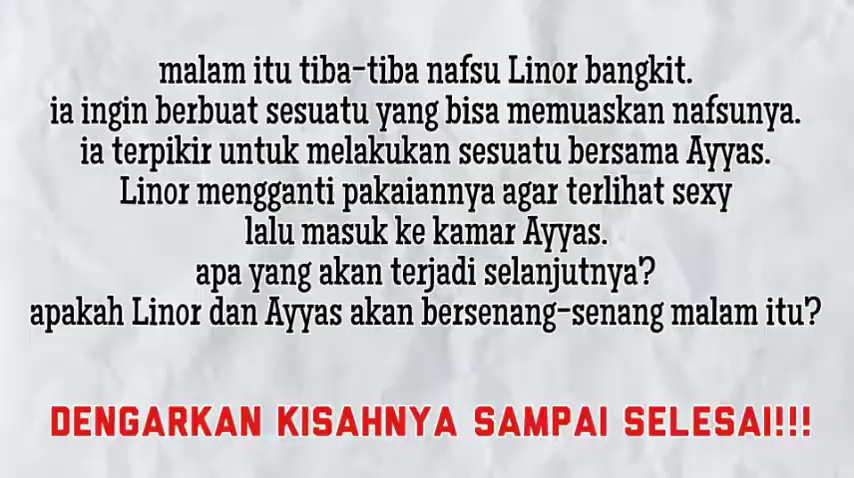 malam itu tiba-tiba nafsu Linor bangkit.
ia ingin berbuat sesuatu yang bisa memuaskan nafsunya.
ia terpikir untuk melakukan sesuatu bersama Ayyas.
Linor mengganti pakaiannya agar terlihat sexy
lalu masuk ke kamar Ayyas.
apa yang akan terjadi selanjutnya?
apakah Linor dan Ayyas akan bersenang-senang malam itu?
DENGARKAN KISAHNYA SAMPAI SELESAI!!!